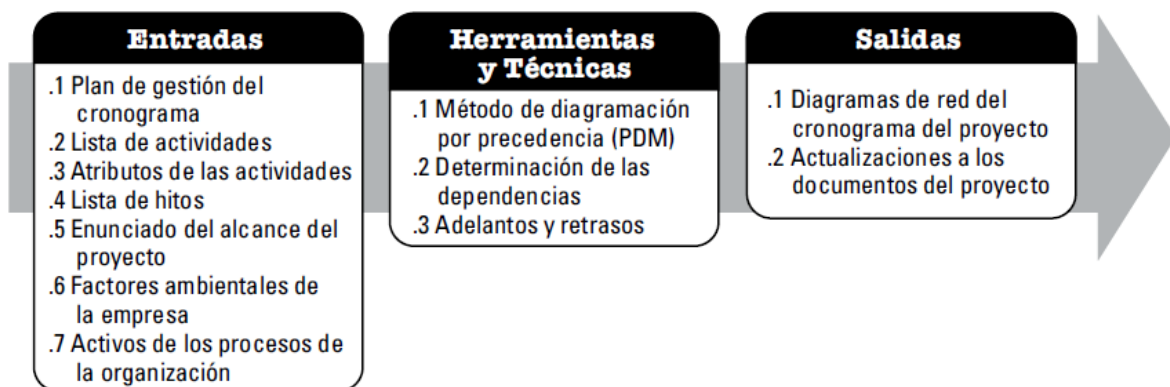 Entradas
.1 Plan de gestión del
cronograma
.2 Lista de actividades
.3 Atributos de las actividades
.4 Lista de hitos
.5 Enunciado del alcance del
proyecto
.6 Factores ambientales de
la empresa
.7 Activos de los procesos de
la organización
Herramientas
y Técnicas
.1 Método de diagramación
por precedencia (PDM)
.2 Determinación de las
dependencias
.3 Adelantos y retrasos
Salidas
.1 Diagramas de red del
cronograma del proyecto
.2 Actualizaciones a los
documentos del proyecto